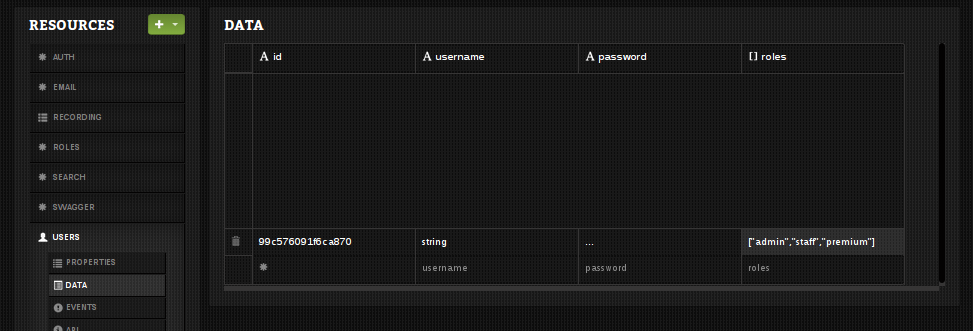 RESOURCES
AUTH
EMAIL
RECORDING
ROLES
SEARCH
SWAGGER
USERS
PROPERTIES
DATA
EVENTS
API
DATA
A id
A username
A password
[] roles
99c576091f6ca870
string
...
["admin","staff","premium"]
username
password
roles